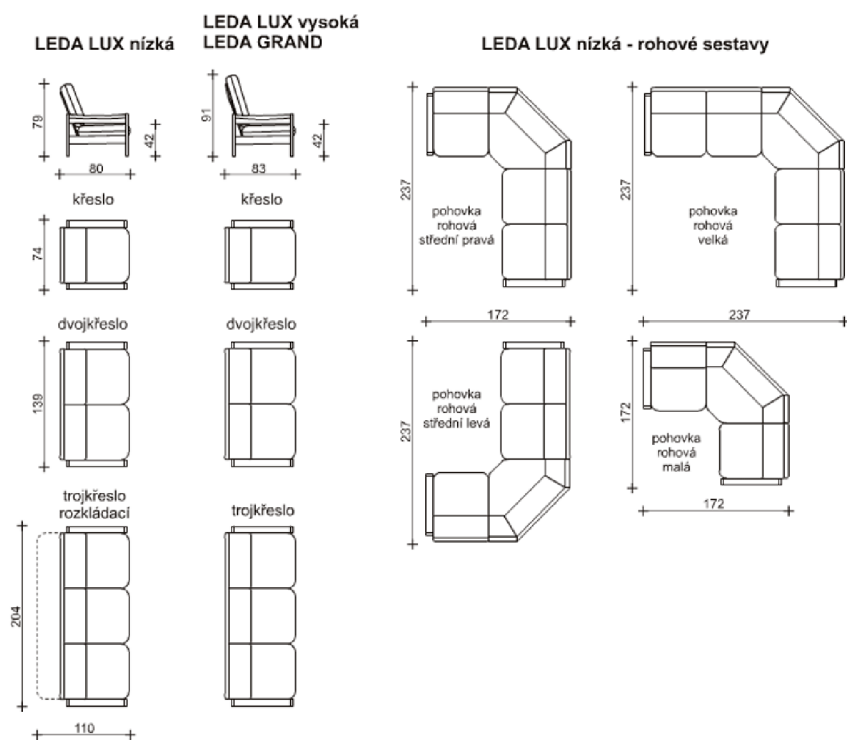 LEDA LUX nízká
LEDA LUX vysoká
LEDA GRAND
LEDA LUX nízká - rohové sestavy
79
42
80
91
42
83
křeslo
křeslo
74
dvojkřeslo
dvojkřeslo
139
trojkřeslo
rozkládací
trojkřeslo
204
110
237
pohovka
rohová
střední pravá
172
237
pohovka
rohová
velká
237
237
pohovka
rohová
střední levá
172
pohovka
rohová
malá
172